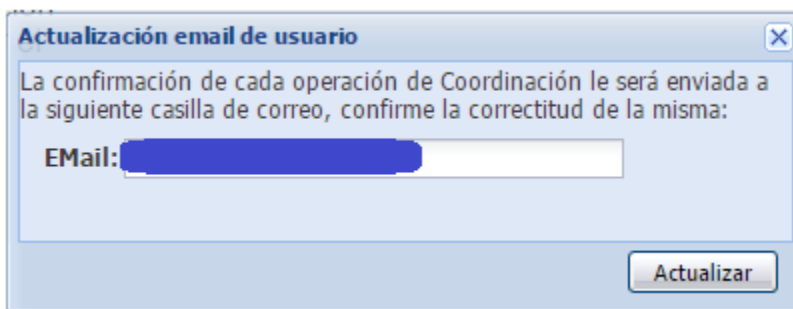 Actualización email de usuario
La confirmación de cada operación de Coordinación le será enviada a
la siguiente casilla de correo, confirme la correctitud de la misma:
EMail:
Actualizar